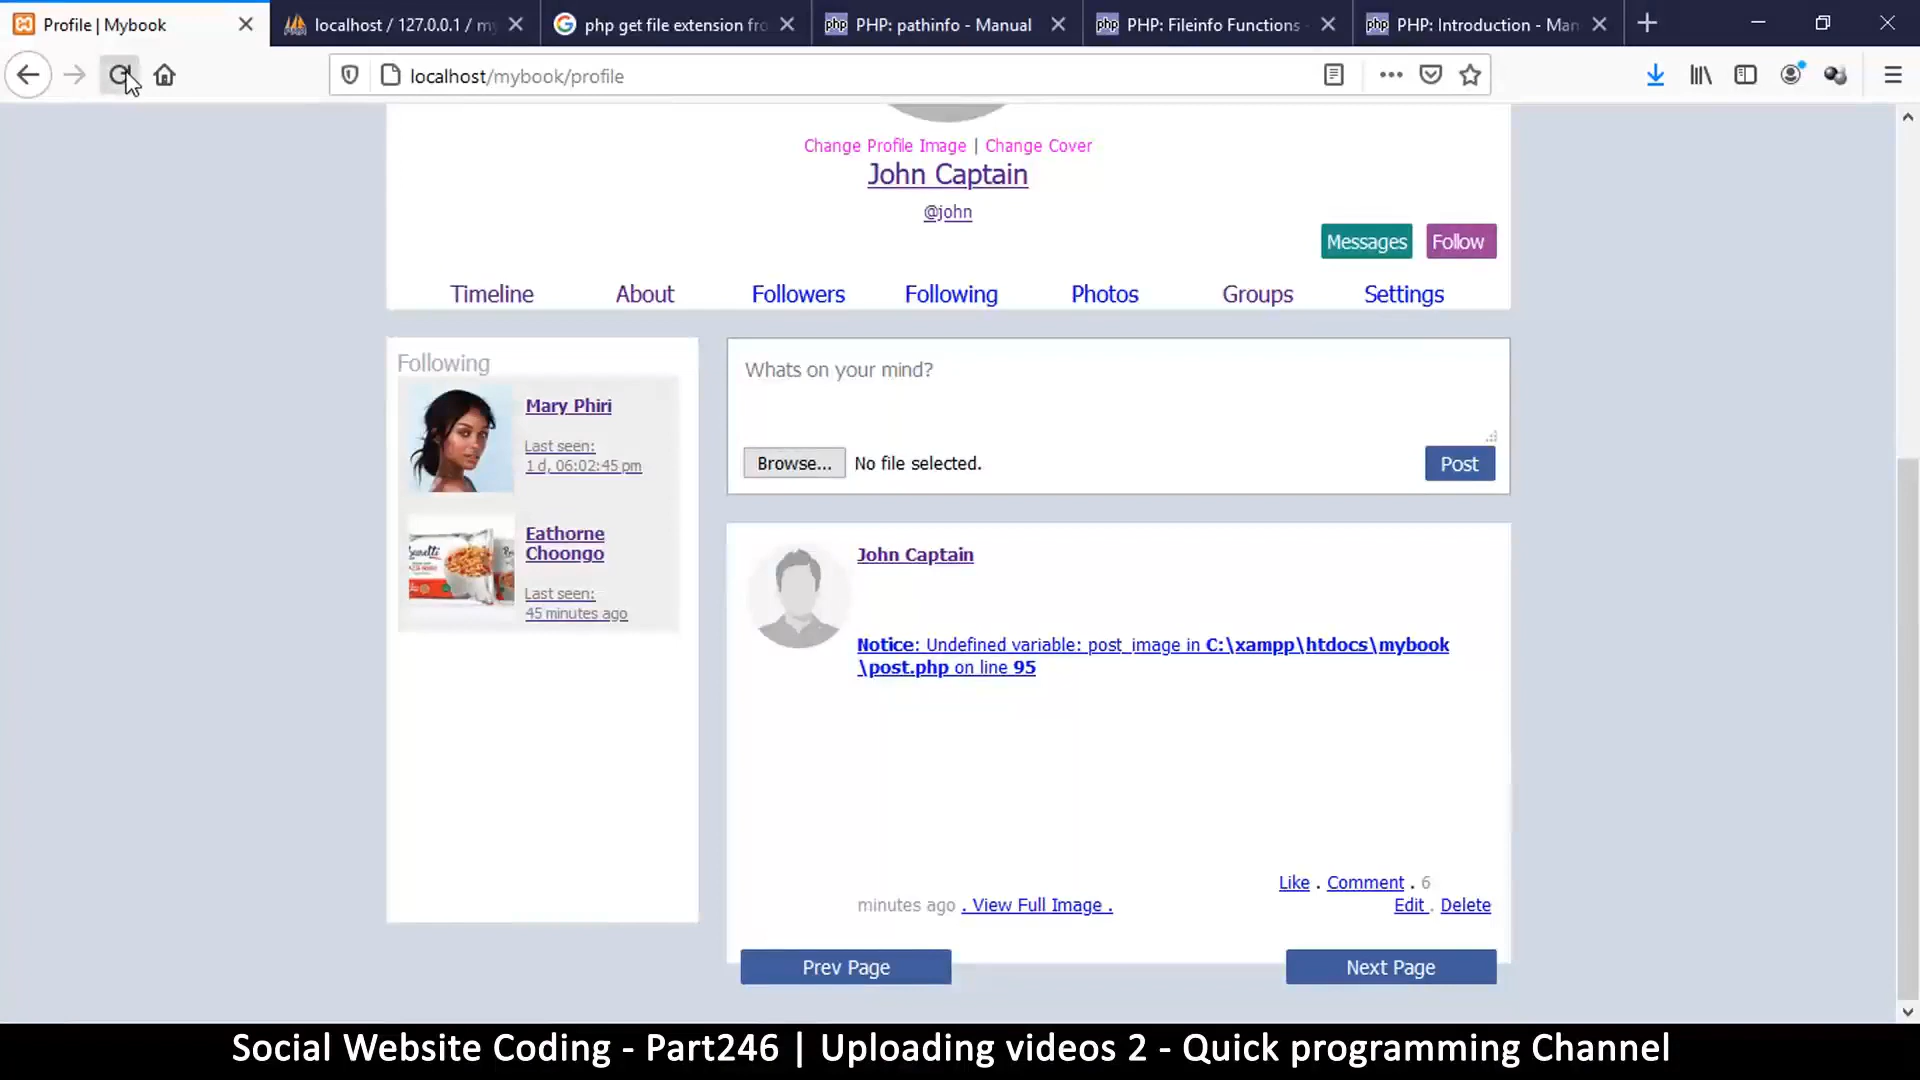 Profile | Mybook
localhost / 127.0.0.1 / my
php get file extension fro
PHP: pathinfo - Manual
PHP: Fileinfo Functions -
PHP: Introduction - Man
localhost/mybook/profile
Change Profile Image | Change Cover
John Captain
@john
Messages
Follow
Timeline
About
Followers
Following
Photos
Groups
Settings
Following
Mary Phiri
Last seen:
1 d, 06:02:45 pm
Eathorne
Choongo
Last seen:
45 minutes ago
Whats on your mind?
Browse...
No file selected.
Post
John Captain
Notice: Undefined variable: post_image in C:\xampp\htdocs\mybook
\post.php on line 95
Like . Comment . 6
minutes ago . View Full Image .
Edit . Delete
Prev Page
Next Page
Social Website Coding - Part246 | Uploading videos 2 - Quick programming Channel